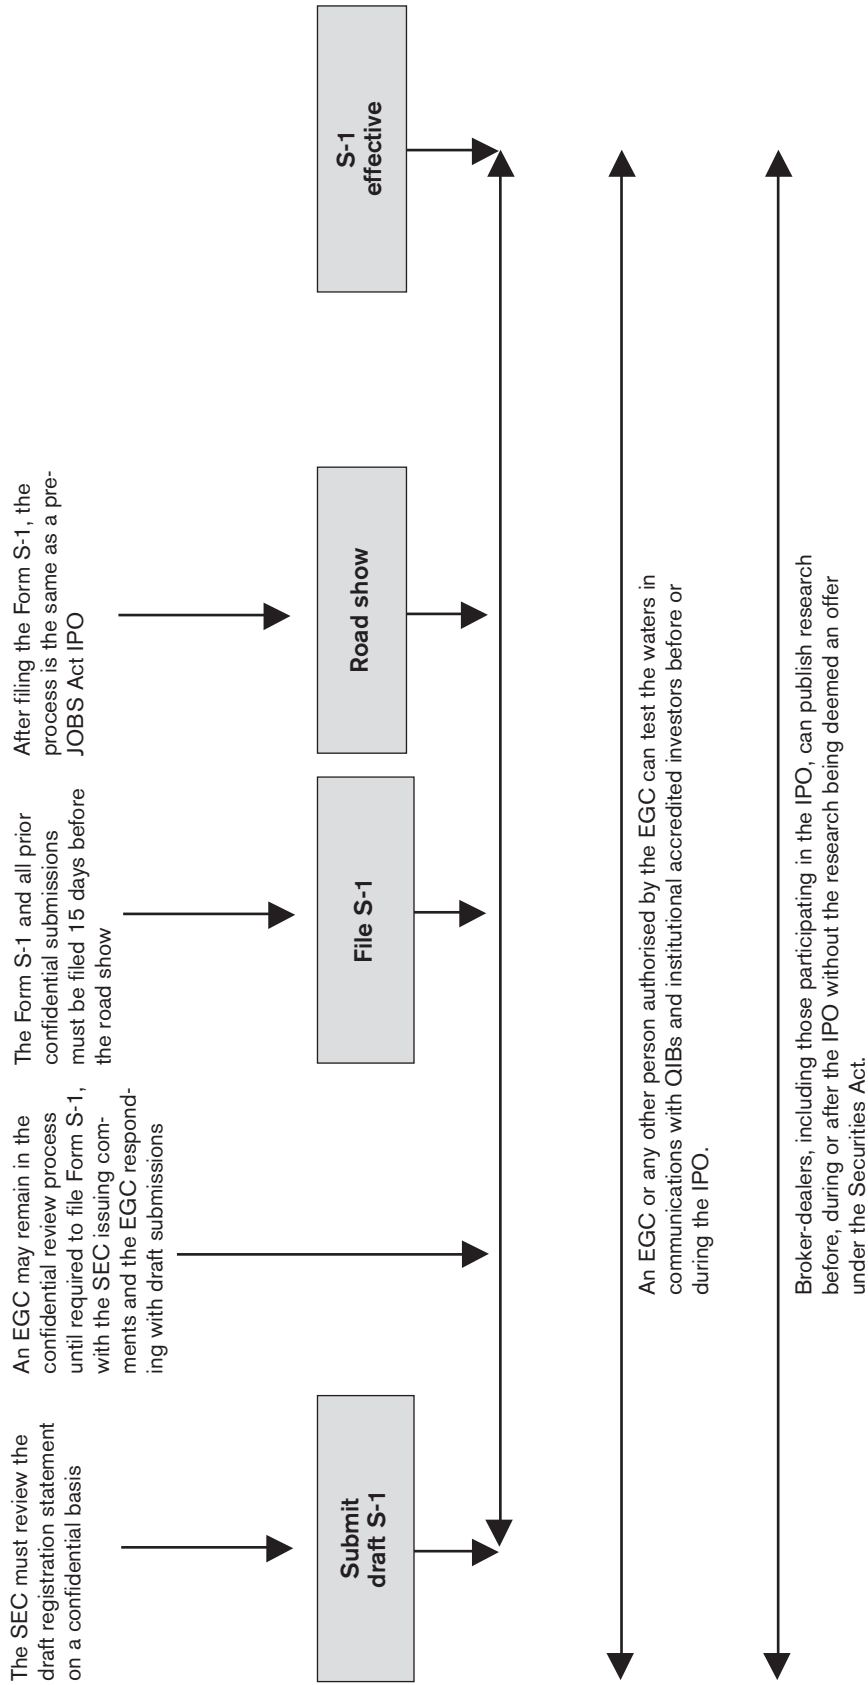 The SEC must review the
draft registration statement
on a confidential basis
An EGC may remain in the
confidential review process
until required to file Form S-1,
with the SEC issuing com-
ments and the EGC respond-
ing with draft submissions
The Form S-1 and all prior
confidential submissions
must be filed 15 days before
the road show
After filing the Form S-1, the
process is the same as a pre-
JOBS Act IPO
Submit
draft S-1
File S-1
Road show
S-1
effective
An EGC or any other person authorised by the EGC can test the waters in
communications with QIBs and institutional accredited investors before or
during the IPO.
Broker-dealers, including those participating in the IPO, can publish research
before, during or after the IPO without the research being deemed an offer
under the Securities Act.